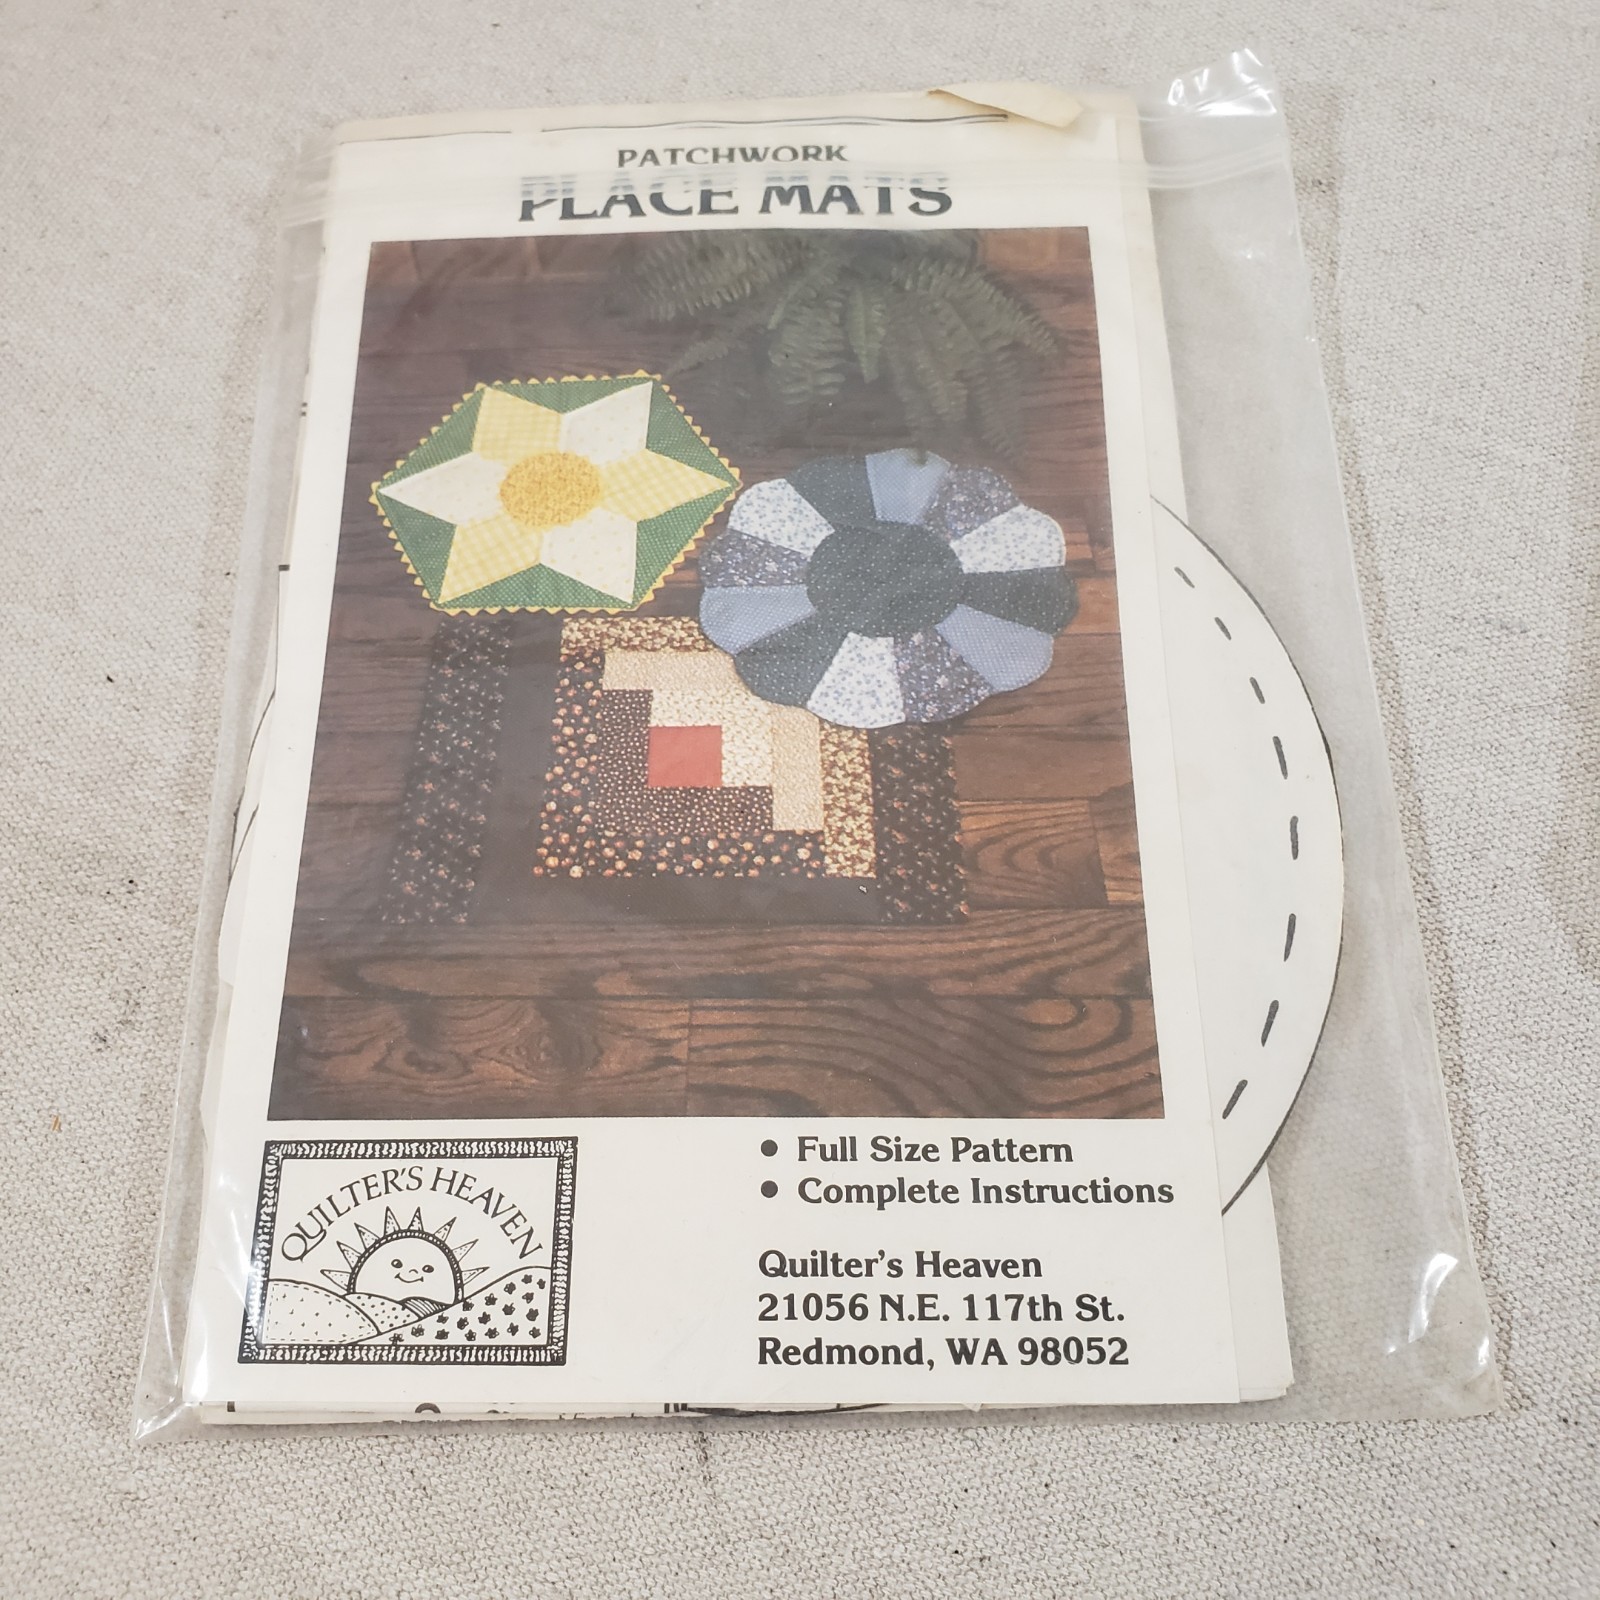 PATCHWORK
PLACE MATS
QUILTER'S HEAVEN
• Full Size Pattern
• Complete Instructions
Quilter's Heaven
21056 N.E. 117th St.
Redmond, WA 98052